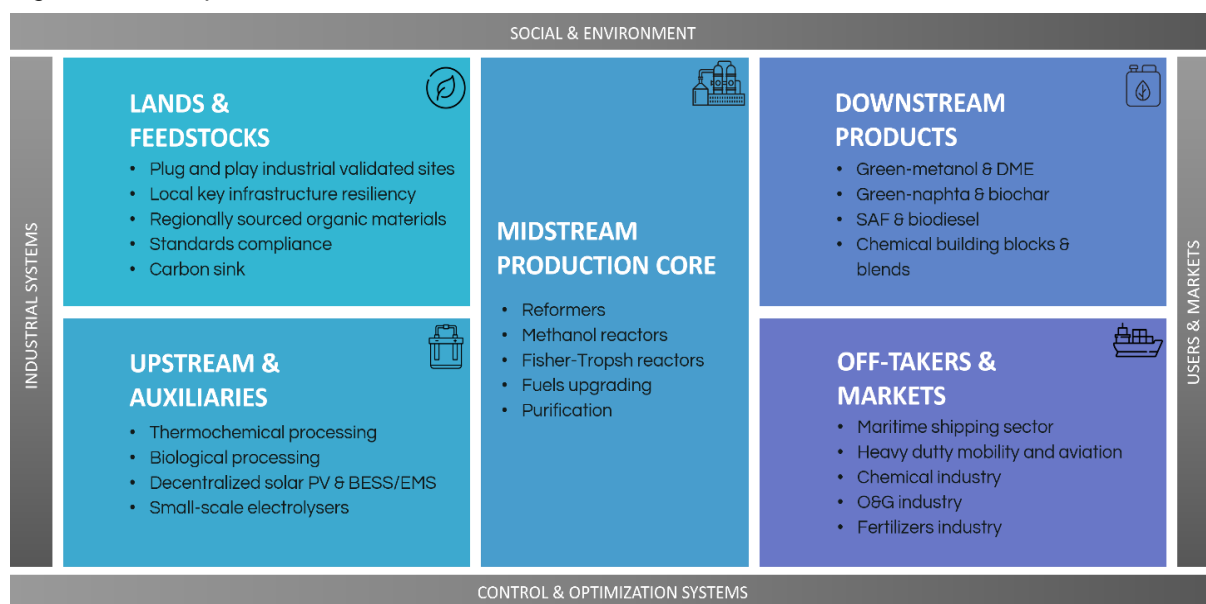 SOCIAL & ENVIRONMENT
INDUSTRIAL SYSTEMS
LANDS &
FEEDSTOCKS
• Plug and play industrial validated sites
• Local key infrastructure resiliency
• Regionally sourced organic materials
• Standards compliance
• Carbon sink
UPSTREAM &
AUXILIARIES
• Thermochemical processing
• Biological processing
• Decentralized solar PV & BESS/EMS
• Small-scale electrolysers
MIDSTREAM
PRODUCTION CORE
• Reformers
• Methanol reactors
• Fisher-Tropsh reactors
• Fuels upgrading
• Purification
DOWNSTREAM
PRODUCTS
• Green-metanol & DME
• Green-naphta & biochar
• SAF & biodiesel
• Chemical building blocks &
blends
OFF-TAKERS &
MARKETS
• Maritime shipping sector
• Heavy dutty mobility and aviation
• Chemical industry
• O&G industry
• Fertilizers industry
USERS & MARKETS
CONTROL & OPTIMIZATION SYSTEMS